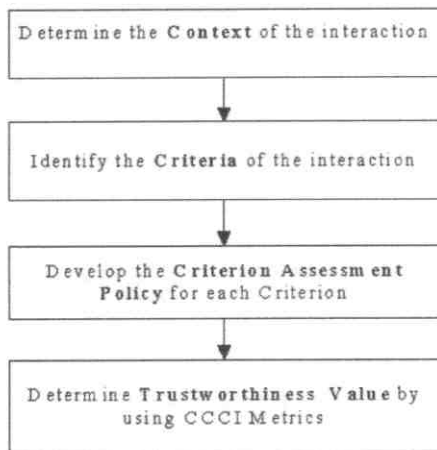 Determine the Context of the interaction
Identify the Criteria of the interaction
Develop the Criterion Assessment
Policy for each Criterion
Determine Trustworthiness Value by
using CCCI Metrics